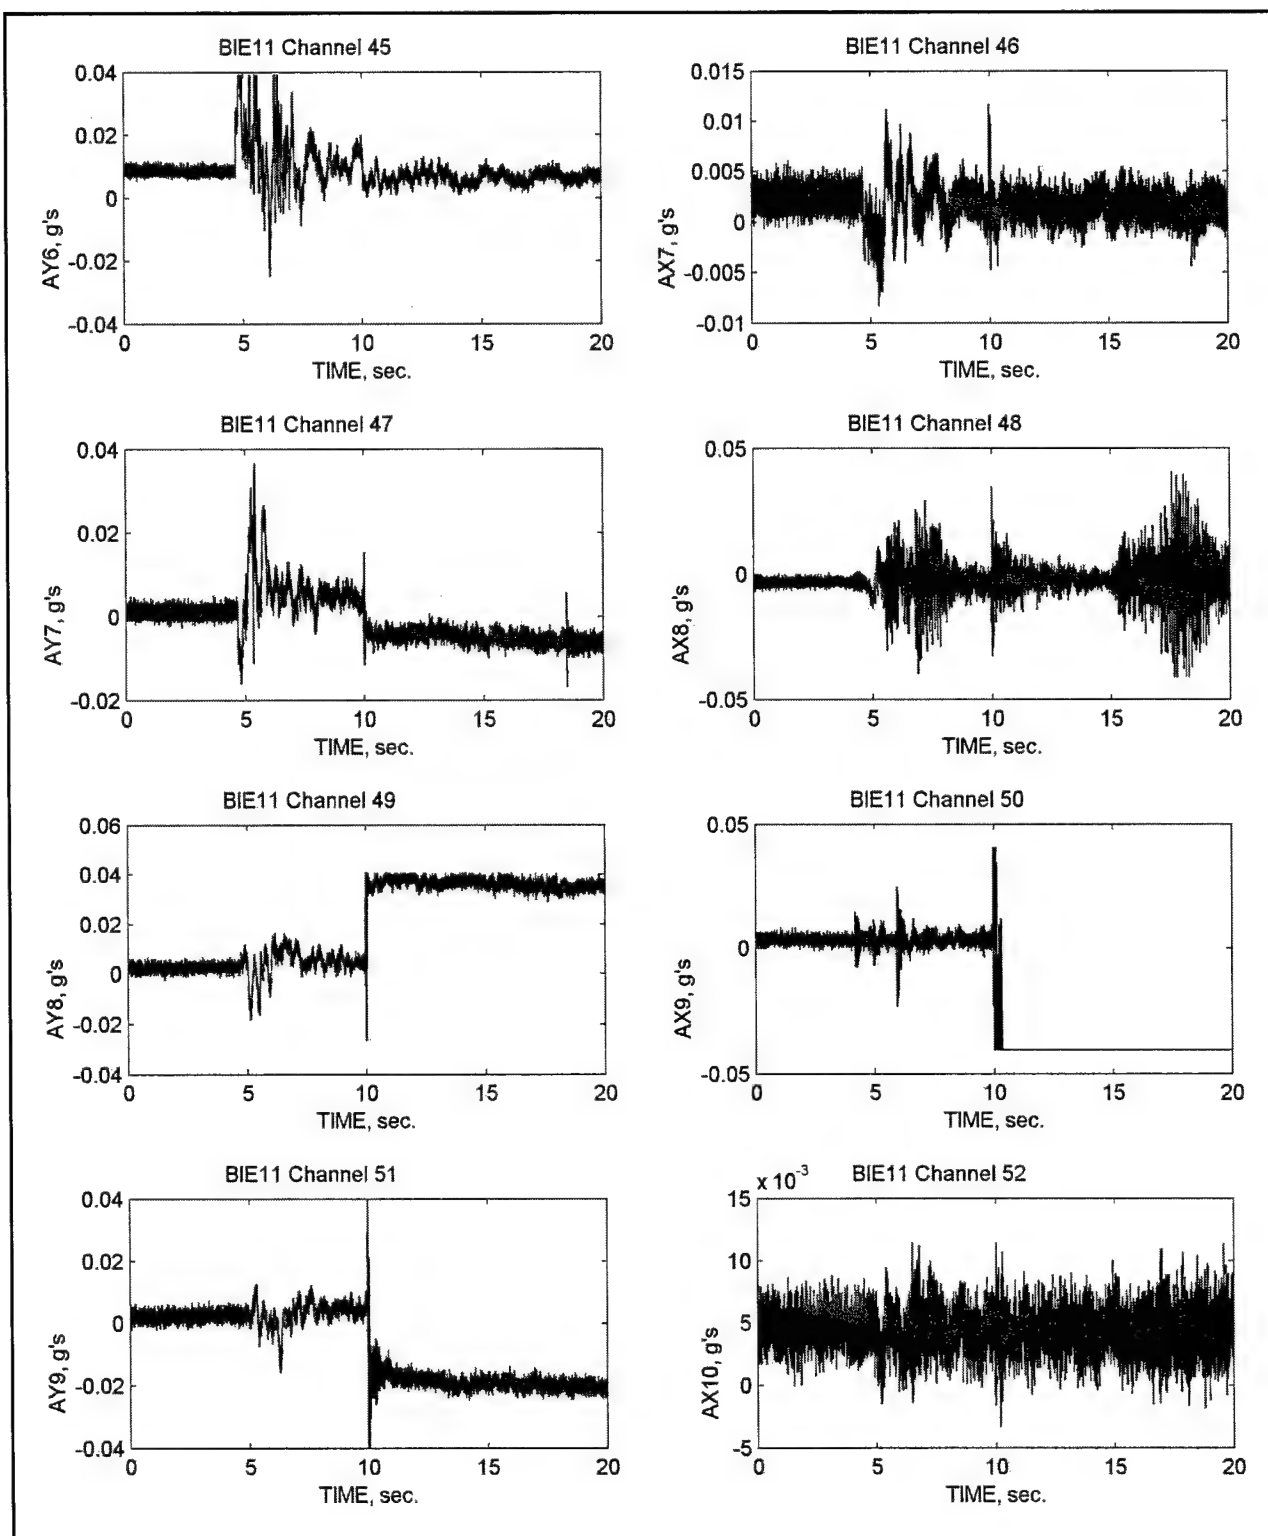 BIE11 Channel 45
0.04
0.02
0
-0.02
-0.04
AY6, g's
0 5 10 15 20
TIME, sec.
BIE11 Channel 46
0.015
0.01
0.005
0
-0.005
-0.01
AX7, g's
0 5 10 15 20
TIME, sec.
BIE11 Channel 47
0.04
0.02
0
-0.02
AY7, g's
0 5 10 15 20
TIME, sec.
BIE11 Channel 48
0.05
0
-0.05
AX8, g's
0 5 10 15 20
TIME, sec.
BIE11 Channel 49
0.06
0.04
0.02
0
-0.02
-0.04
AY8, g's
0 5 10 15 20
TIME, sec.
BIE11 Channel 50
0.05
0
-0.05
AX9, g's
0 5 10 15 20
TIME, sec.
BIE11 Channel 51
0.04
0.02
0
-0.02
-0.04
AY9, g's
0 5 10 15 20
TIME, sec.
x 10⁻³ BIE11 Channel 52
15
10
5
0
-5
AX10, g's
0 5 10 15 20
TIME, sec.